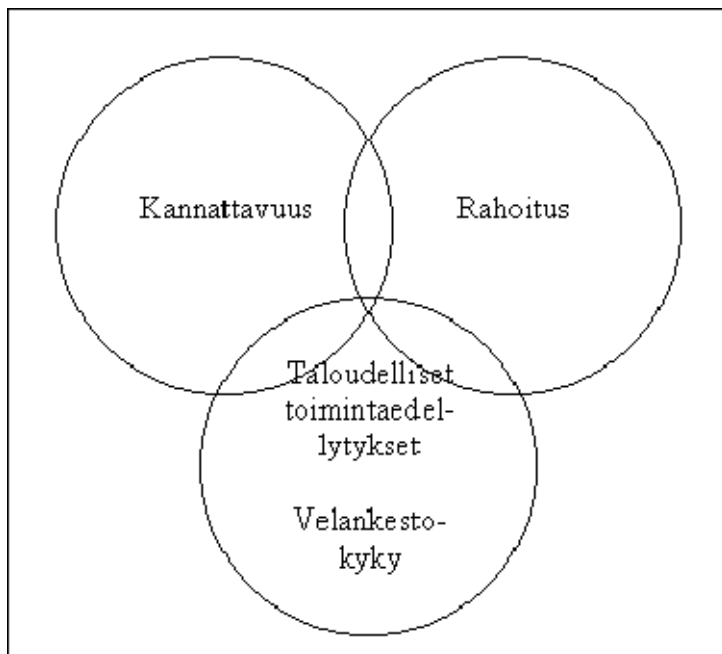 Kannattavuus
Rahoitus
Taloudelliset
toimintaedel-
lytykset
Velankesto-
kyky